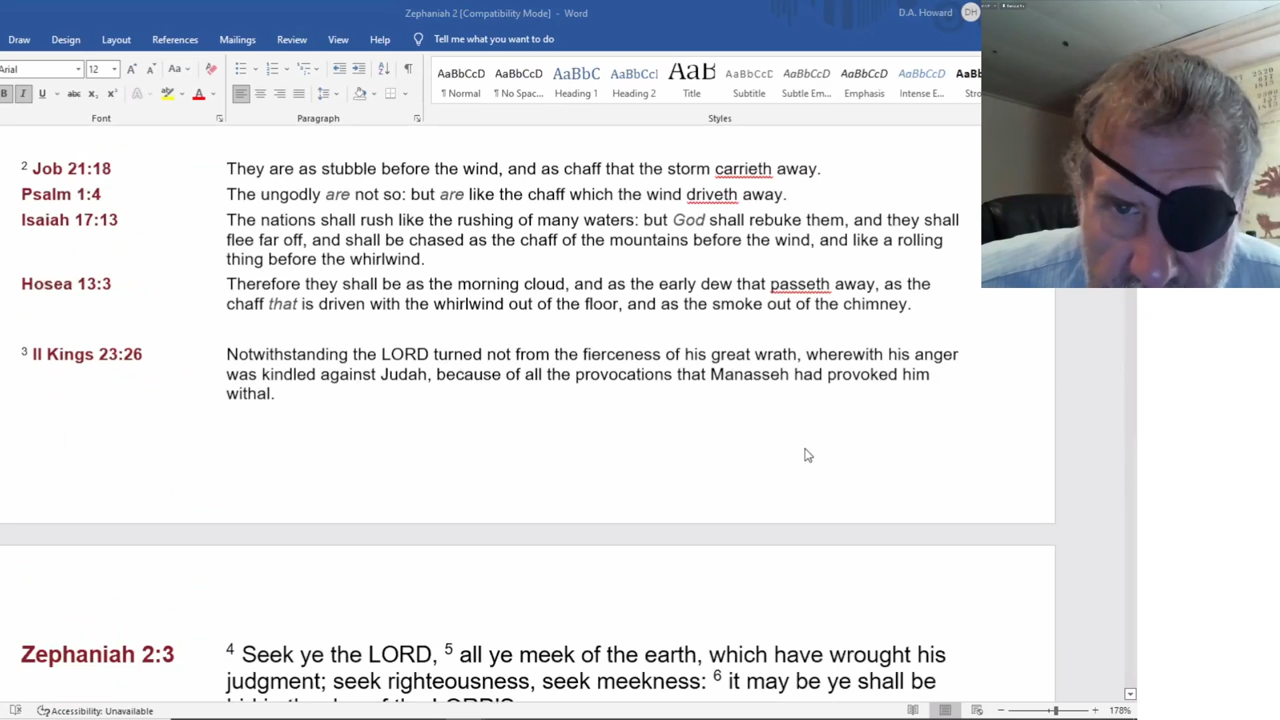 Zephaniah 2 [Compatibility Mode] - Word
D.A. Howard DH
Draw Design Layout References Mailings Review View Help Tell me what you want to do
Arial 12 A A Aa
B I U abc x₂ x² A A
AaBbCcD AaBbCcD AaBbC AaBbCcI AaB AaBbCcD AaBbCcD AaBbCcD AaBbCcD AaBb
¶ Normal ¶ No Spac... Heading 1 Heading 2 Title Subtitle Subtle Em... Emphasis Intense E... Stro
Font Paragraph Styles
2 Job 21:18 They are as stubble before the wind, and as chaff that the storm carrieth away.
Psalm 1:4 The ungodly are not so: but are like the chaff which the wind driveth away.
Isaiah 17:13 The nations shall rush like the rushing of many waters: but God shall rebuke them, and they shall
flee far off, and shall be chased as the chaff of the mountains before the wind, and like a rolling
thing before the whirlwind.
Hosea 13:3 Therefore they shall be as the morning cloud, and as the early dew that passeth away, as the
chaff that is driven with the whirlwind out of the floor, and as the smoke out of the chimney.
3 II Kings 23:26 Notwithstanding the LORD turned not from the fierceness of his great wrath, wherewith his anger
was kindled against Judah, because of all the provocations that Manasseh had provoked him
withal.
Zephaniah 2:3 4 Seek ye the LORD, 5 all ye meek of the earth, which have wrought his
judgment; seek righteousness, seek meekness: 6 it may be ye shall be
Accessibility: Unavailable 178%